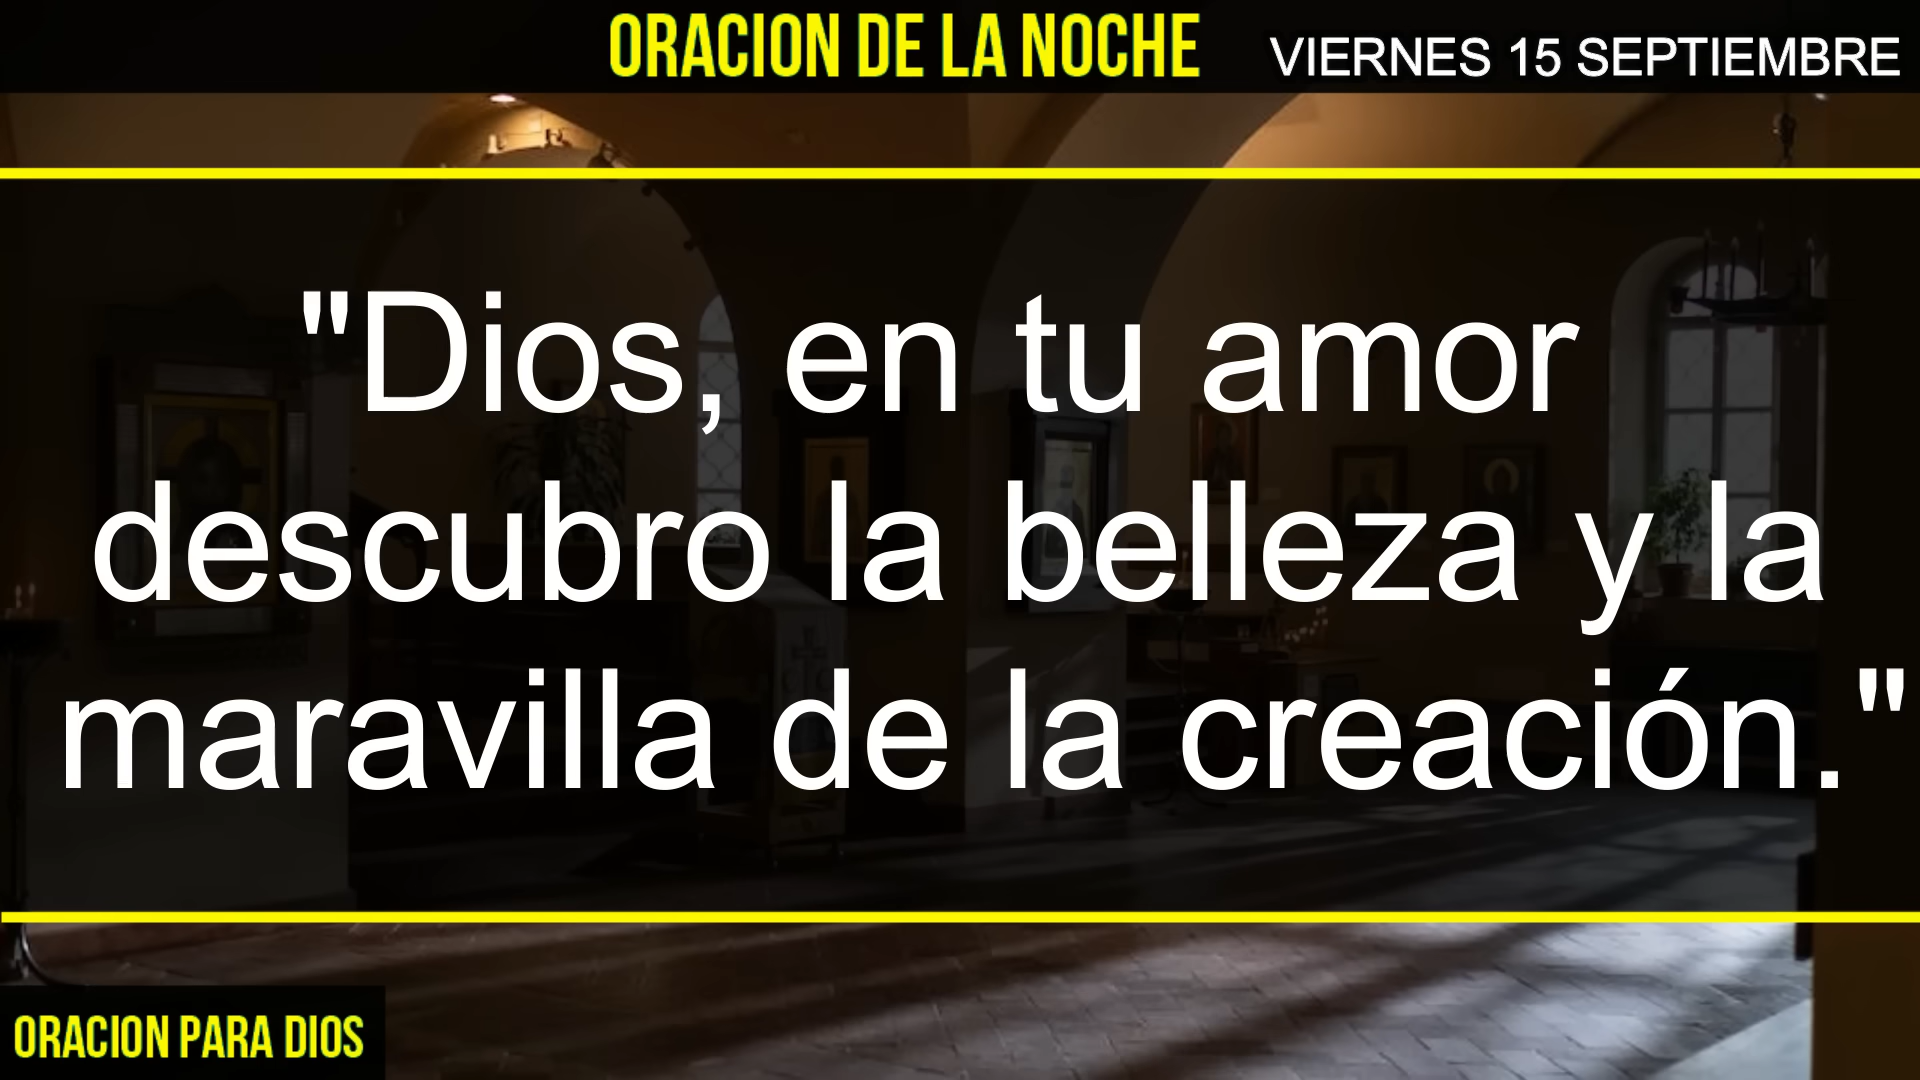 ORACION DE LA NOCHE
VIERNES 15 SEPTIEMBRE
"Dios, en tu amor
descubro la belleza y la
maravilla de la creación."
ORACION PARA DIOS